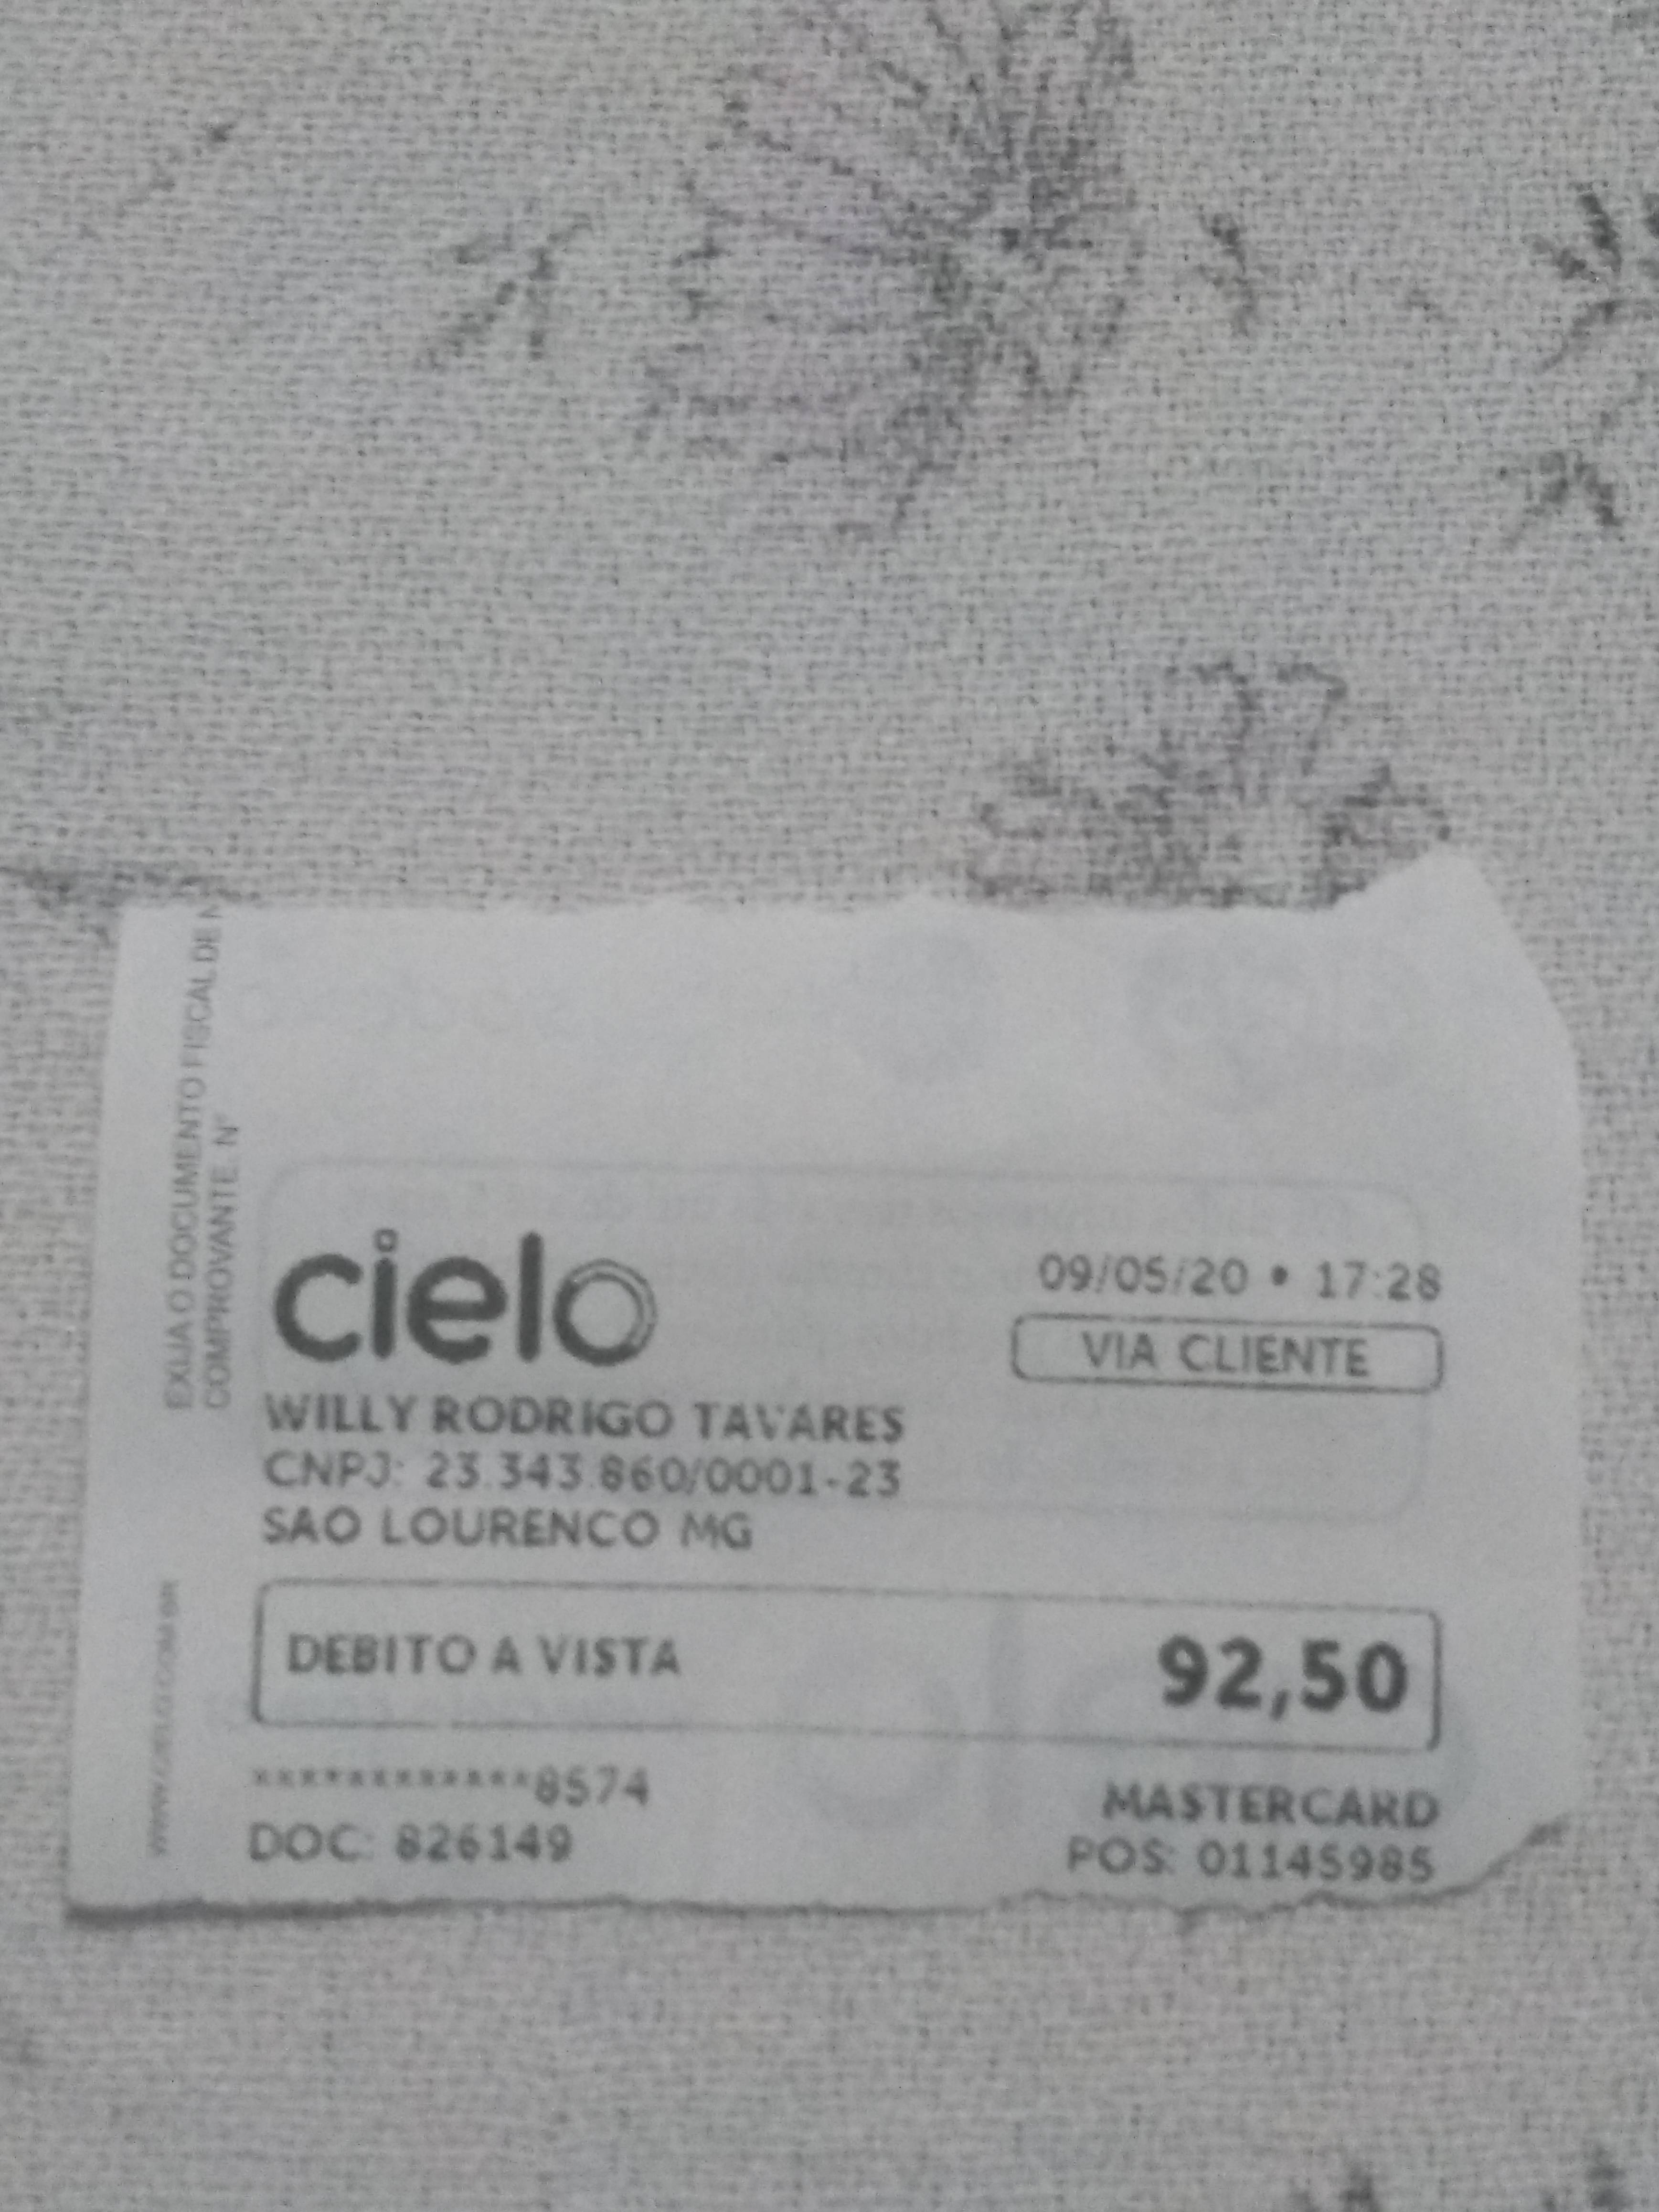 EXIJA O DOCUMENTO FISCAL DE
COMPROVANTE. N°
cielo
09/05/20 • 17:28
VIA CLIENTE
WILLY RODRIGO TAVARES
CNPJ: 23.343.860/0001-23
SAO LOURENCO MG
DEBITO A VISTA
92,50
************8574
MASTERCARD
DOC: 826149
POS: 01145985
WWW.CIELO.COM.BR